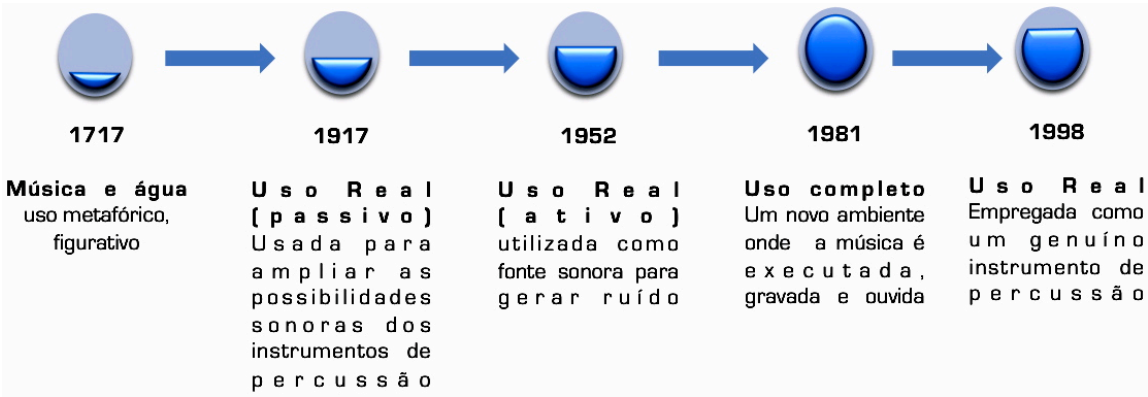 1717
Música e água
uso metafórico,
figurativo
1917
Uso Real
(passivo)
Usada para
ampliar as
possibilidades
sonoras dos
instrumentos de
percussão
1952
Uso Real
(ativo)
utilizada como
fonte sonora para
gerar ruído
1981
Uso completo
Um novo ambiente
onde a música é
executada,
gravada e ouvida
1998
Uso Real
Empregada como
um genuíno
instrumento de
percussão